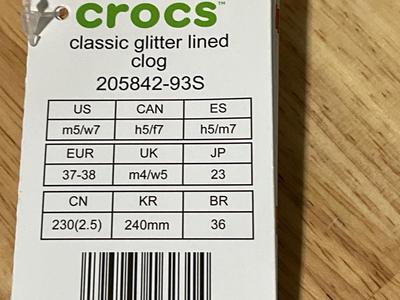 crocs™
classic glitter lined
clog
205842-93S
US CAN ES
m5/w7 h5/f7 h5/m7
EUR UK JP
37-38 m4/w5 23
CN KR BR
230(2.5) 240mm 36